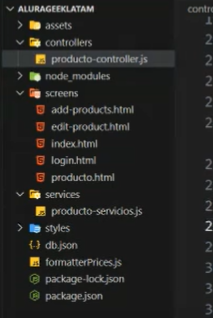 ALURAGEEKLATAM
contro
assets
controllers
producto-controller.js
node_modules
screens
add-products.html
edit-product.html
index.html
login.html
producto.html
services
producto-servicios.js
styles
db.json
formatterPrices.js
package-lock.json
package.json